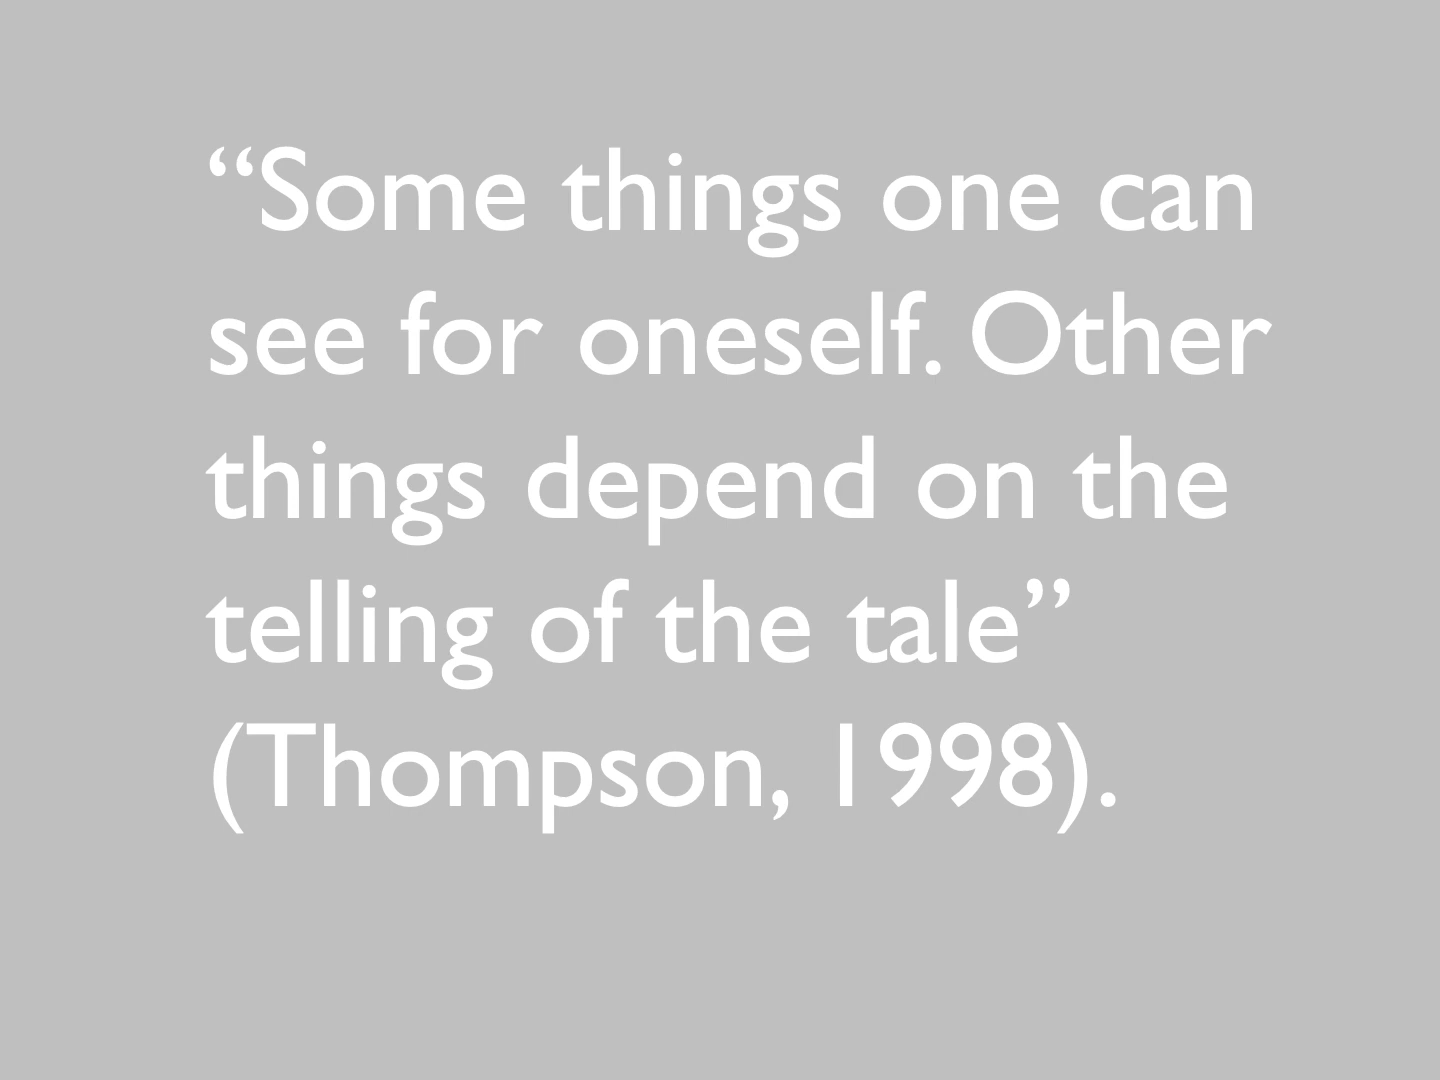 “Some things one can
see for oneself. Other
things depend on the
telling of the tale”
(Thompson, 1998).